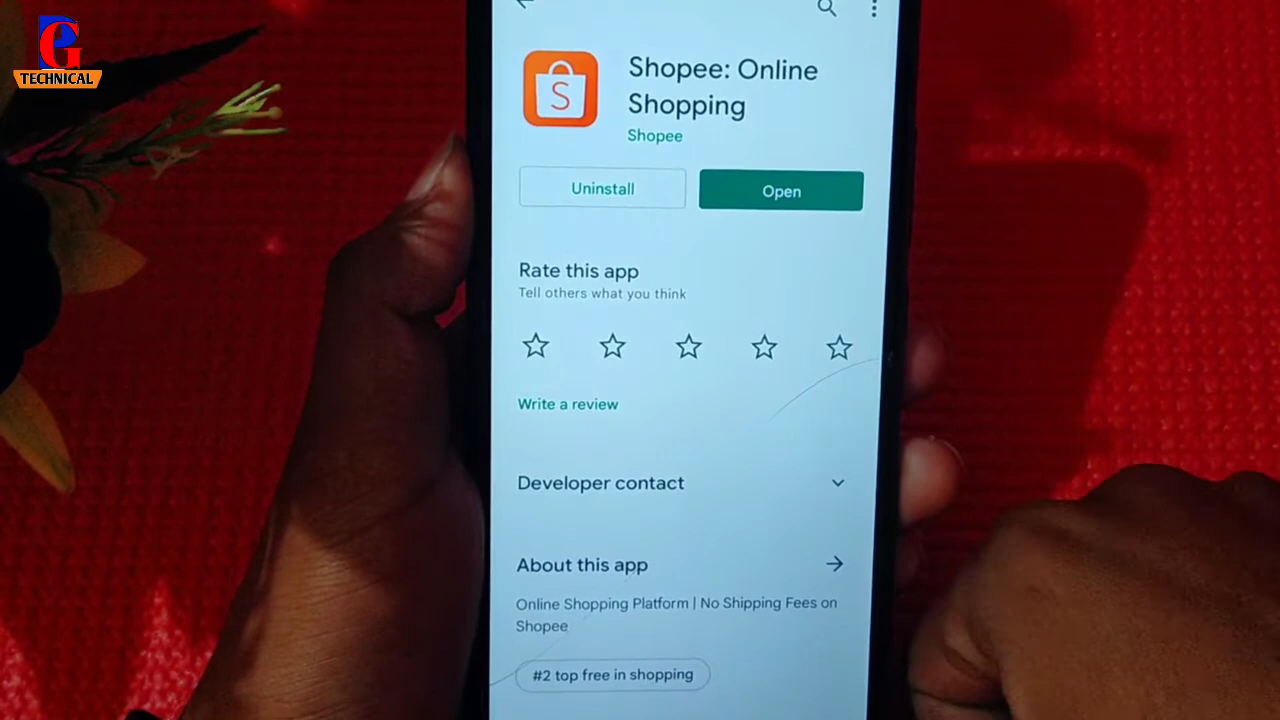 PG
TECHNICAL
S
Shopee: Online
Shopping
Shopee
Uninstall
Open
Rate this app
Tell others what you think
Write a review
Developer contact
About this app
Online Shopping Platform | No Shipping Fees on
Shopee
#2 top free in shopping